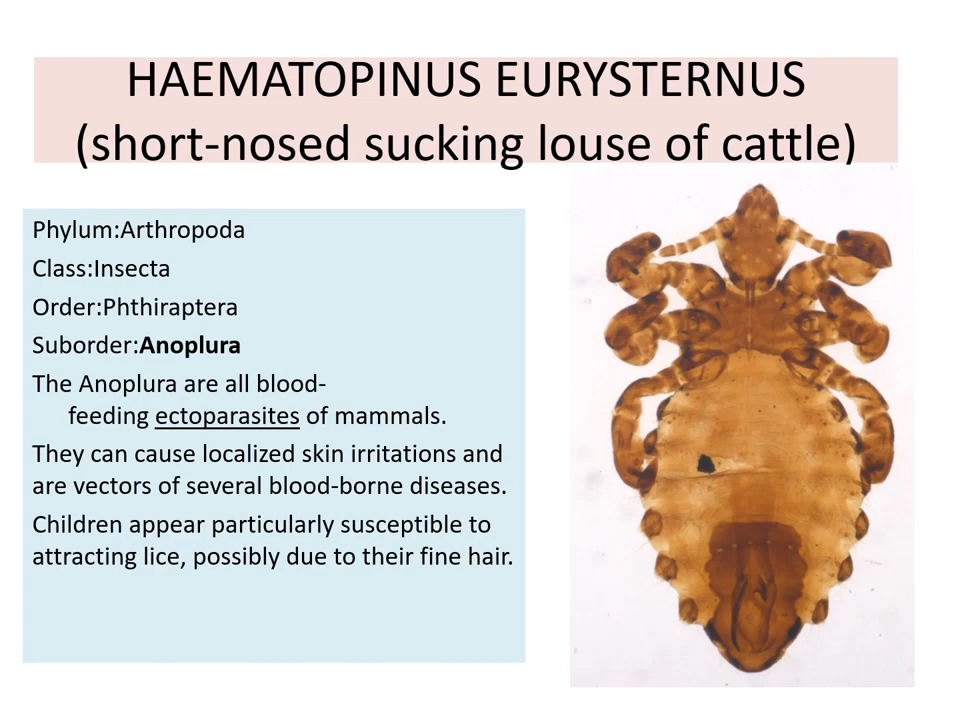 HAEMATOPINUS EURYSTERNUS
(short-nosed sucking louse of cattle)
Phylum:Arthropoda
Class:Insecta
Order:Phthiraptera
Suborder:Anoplura
The Anoplura are all blood-
feeding ectoparasites of mammals.
They can cause localized skin irritations and
are vectors of several blood-borne diseases.
Children appear particularly susceptible to
attracting lice, possibly due to their fine hair.